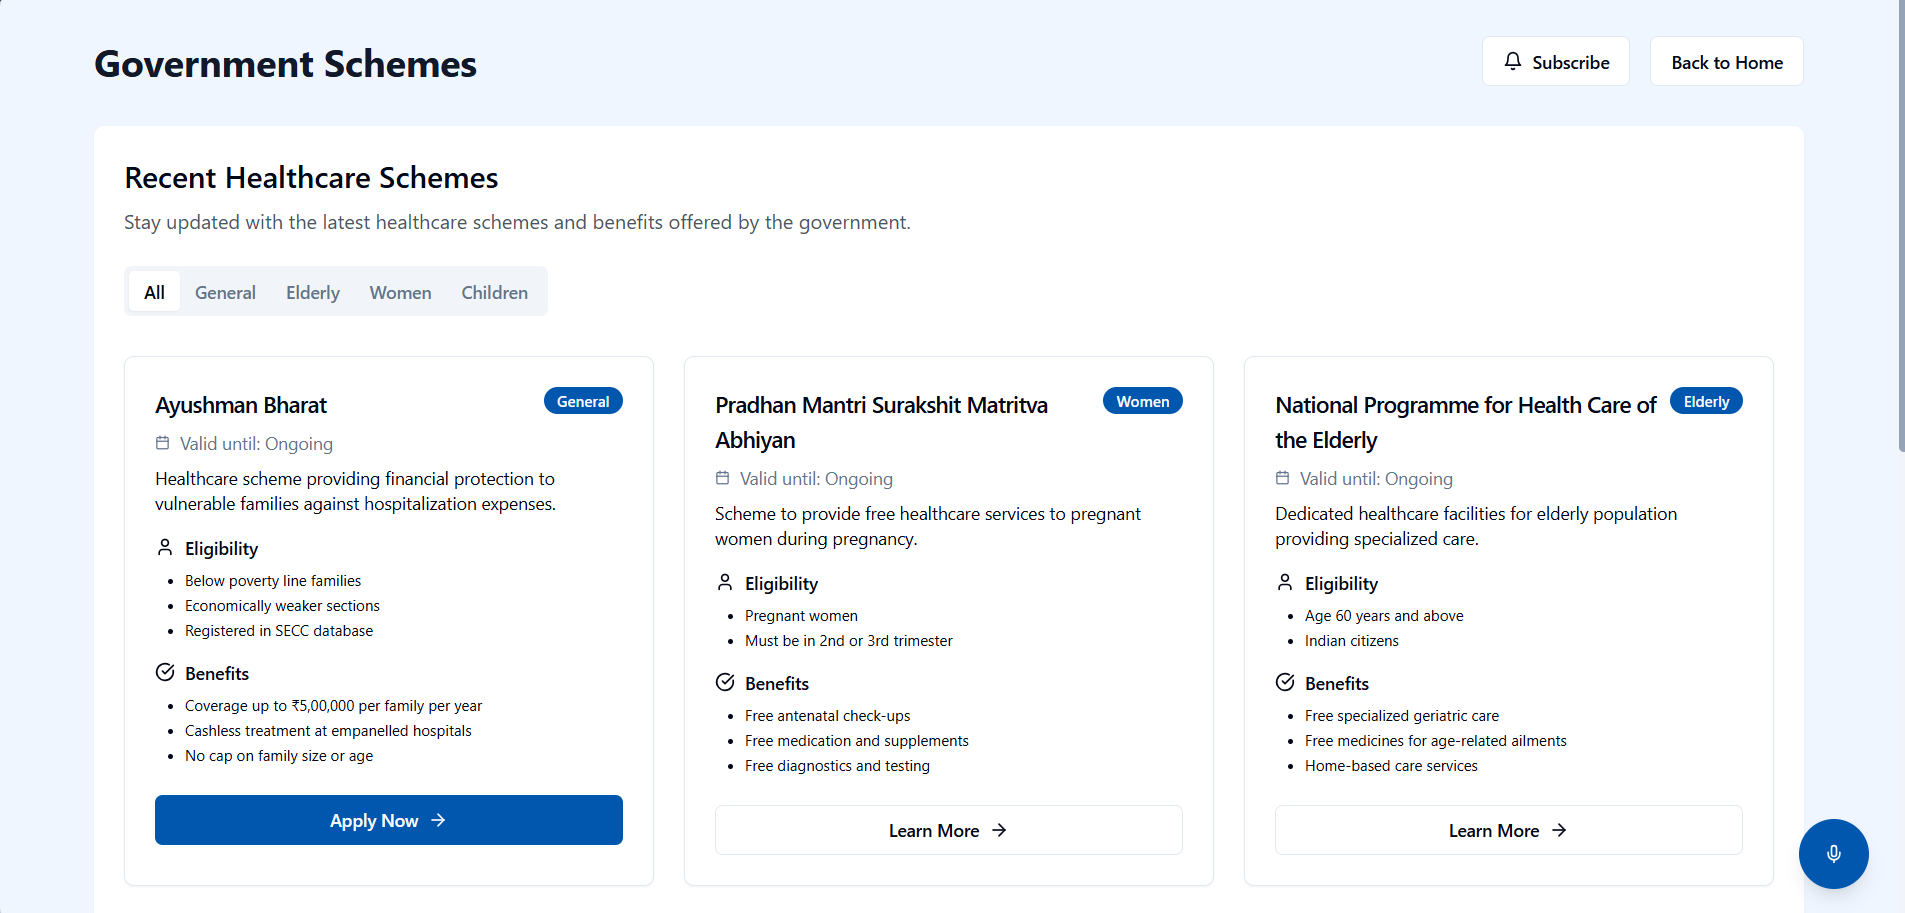 Government Schemes
Subscribe
Back to Home
Recent Healthcare Schemes
Stay updated with the latest healthcare schemes and benefits offered by the government.
All
General
Elderly
Women
Children
Ayushman Bharat
General
Valid until: Ongoing
Healthcare scheme providing financial protection to
vulnerable families against hospitalization expenses.
Eligibility
Below poverty line families
Economically weaker sections
Registered in SECC database
Benefits
Coverage up to ₹5,00,000 per family per year
Cashless treatment at empanelled hospitals
No cap on family size or age
Apply Now
Pradhan Mantri Surakshit Matritva
Abhiyan
Women
Valid until: Ongoing
Scheme to provide free healthcare services to pregnant
women during pregnancy.
Eligibility
Pregnant women
Must be in 2nd or 3rd trimester
Benefits
Free antenatal check-ups
Free medication and supplements
Free diagnostics and testing
Learn More
National Programme for Health Care of
the Elderly
Elderly
Valid until: Ongoing
Dedicated healthcare facilities for elderly population
providing specialized care.
Eligibility
Age 60 years and above
Indian citizens
Benefits
Free specialized geriatric care
Free medicines for age-related ailments
Home-based care services
Learn More